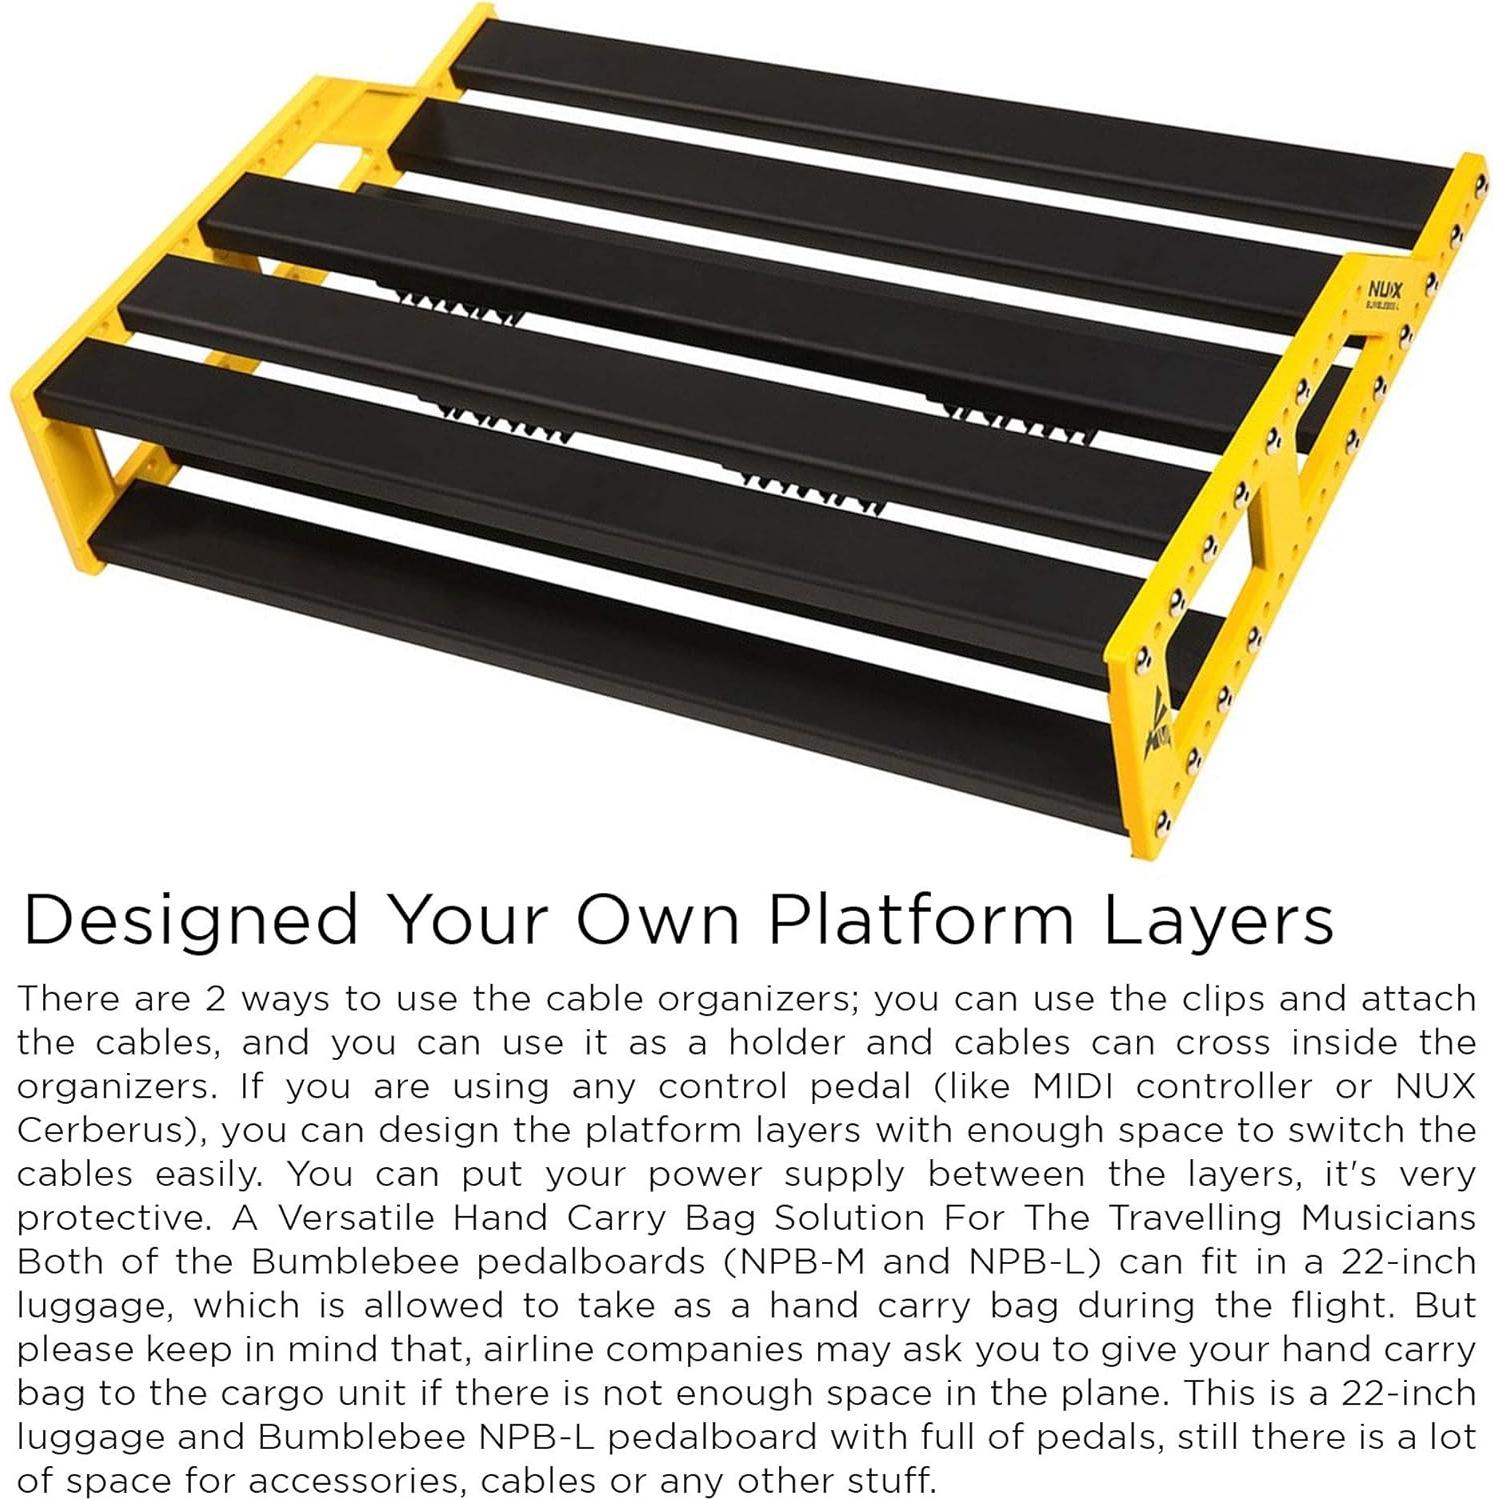 NUX
BUMBLEBEE-L
Designed Your Own Platform Layers
There are 2 ways to use the cable organizers; you can use the clips and attach
the cables, and you can use it as a holder and cables can cross inside the
organizers. If you are using any control pedal (like MIDI controller or NUX
Cerberus), you can design the platform layers with enough space to switch the
cables easily. You can put your power supply between the layers, it's very
protective. A Versatile Hand Carry Bag Solution For The Travelling Musicians
Both of the Bumblebee pedalboards (NPB-M and NPB-L) can fit in a 22-inch
luggage, which is allowed to take as a hand carry bag during the flight. But
please keep in mind that, airline companies may ask you to give your hand carry
bag to the cargo unit if there is not enough space in the plane. This is a 22-inch
luggage and Bumblebee NPB-L pedalboard with full of pedals, still there is a lot
of space for accessories, cables or any other stuff.